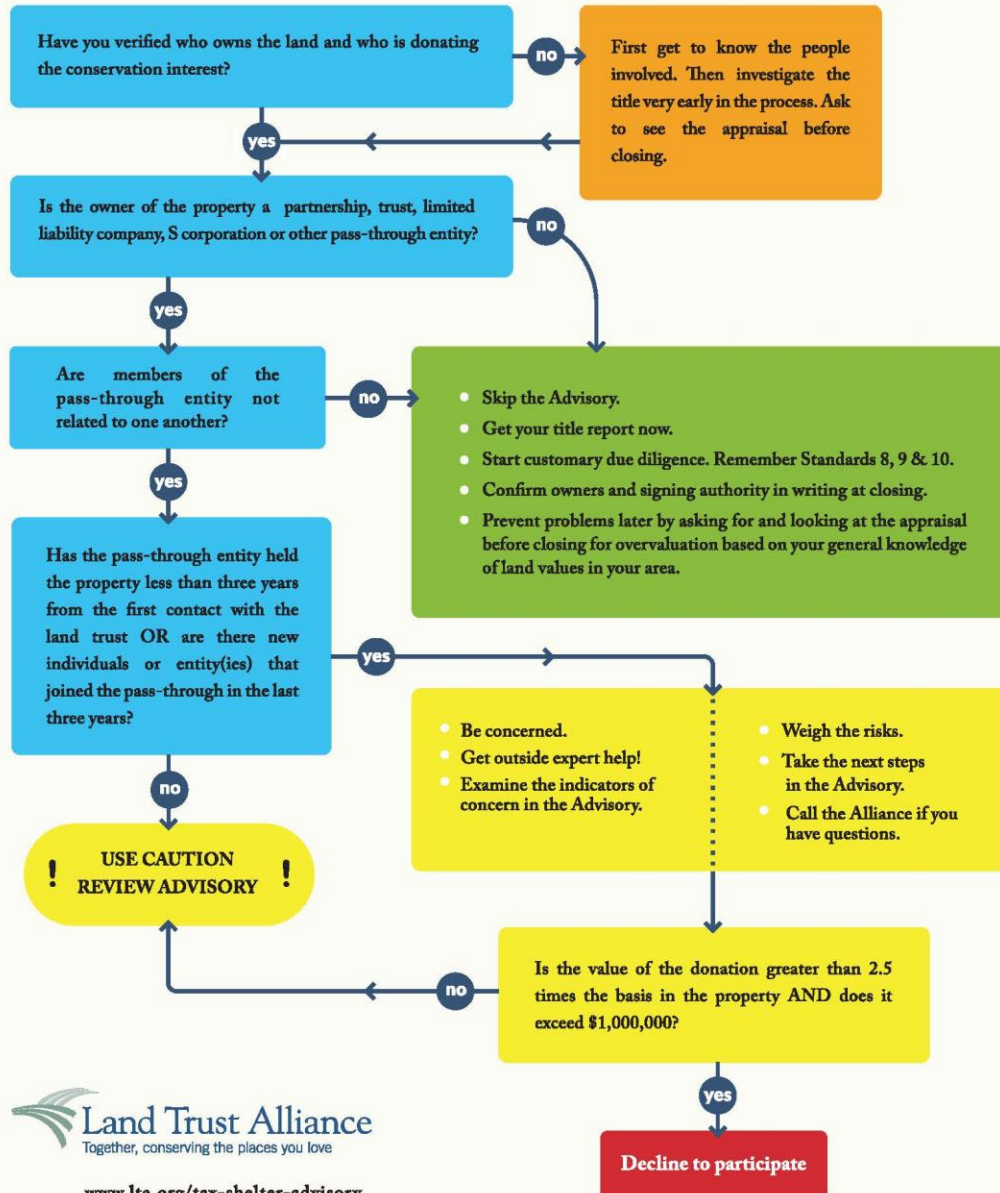 Have you verified who owns the land and who is donating
the conservation interest?
no
First get to know the people
involved. Then investigate the
title very early in the process. Ask
to see the appraisal before
closing.
yes
Is the owner of the property a partnership, trust, limited
liability company, S corporation or other pass-through entity?
no
yes
Are members of the
pass-through entity not
related to one another?
no
Skip the Advisory.
Get your title report now.
Start customary due diligence. Remember Standards 8, 9 & 10.
Confirm owners and signing authority in writing at closing.
Prevent problems later by asking for and looking at the appraisal
before closing for overvaluation based on your general knowledge
of land values in your area.
yes
Has the pass-through entity held
the property less than three years
from the first contact with the
land trust OR are there new
individuals or entity(ies) that
joined the pass-through in the last
three years?
yes
Be concerned.
Get outside expert help!
Examine the indicators of
concern in the Advisory.
Weigh the risks.
Take the next steps
in the Advisory.
Call the Alliance if you
have questions.
no
! USE CAUTION !
REVIEW ADVISORY
Is the value of the donation greater than 2.5
times the basis in the property AND does it
exceed $1,000,000?
no
yes
Decline to participate
Land Trust Alliance
Together, conserving the places you love
www.lta.org/tax-shelter-advisory